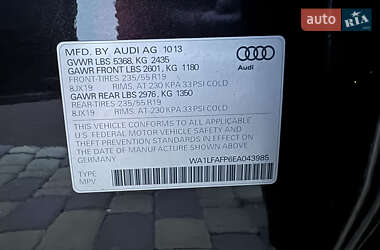 auto RIA.com
MFD. BY AUDI AG 1013
GVWR LBS 5368, KG 2435
GAWR FRONT LBS 2601, KG 1180
FRONT-TIRES 235/55 R19
8JX19 RIMS. AT 230 KPA 33 PSI COLD
GAWR REAR LBS 2976, KG 1350
REAR-TIRES 235/55 R19
8JX19 RIMS. AT 230 KPA 33 PSI COLD
Audi
THIS VEHICLE CONFORMS TO ALL APPLICABLE
U.S. FEDERAL MOTOR VEHICLE SAFETY AND
THEFT PREVENTION STANDARDS IN EFFECT ON
THE DATE OF MANUFACTURE SHOWN ABOVE
GERMANY
WA1LFAFP6EA043985
TYPE:
MPV